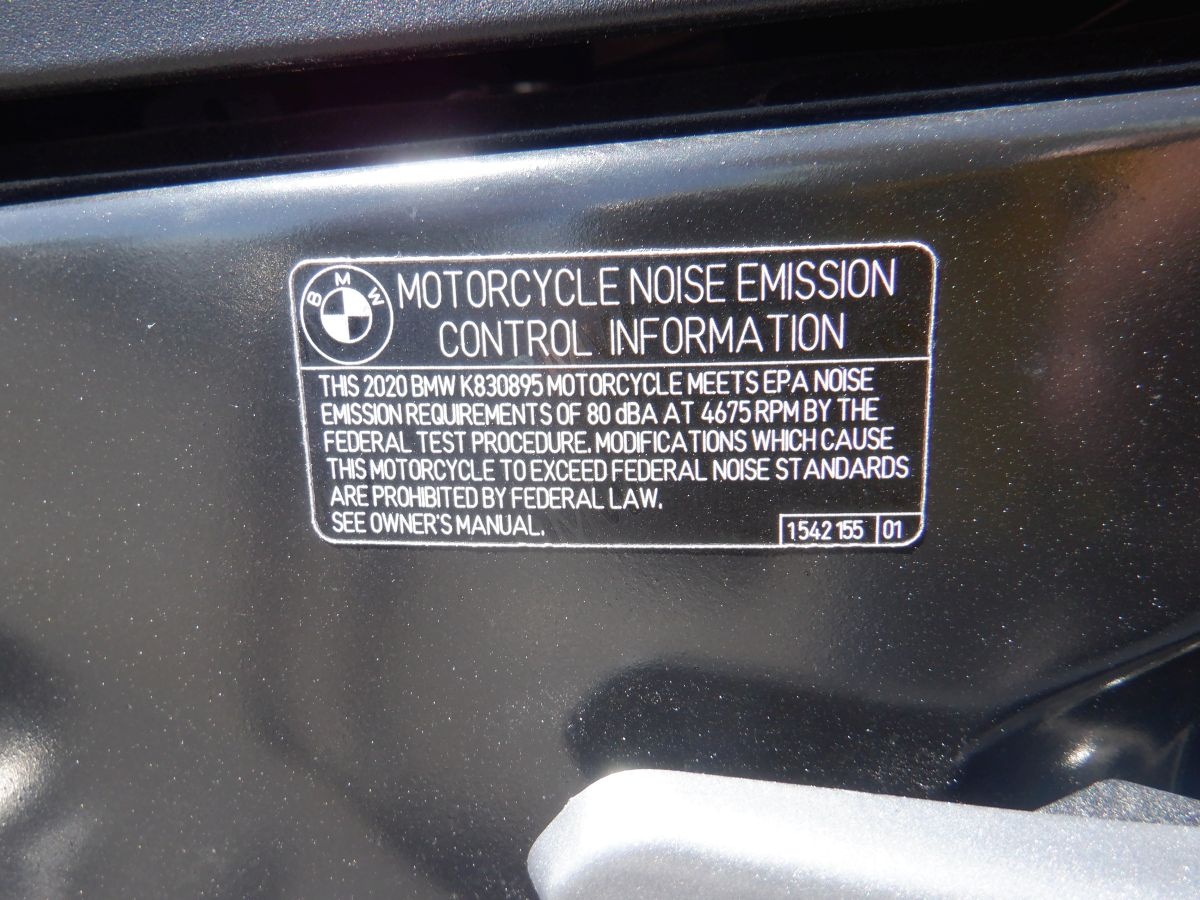 BMW
MOTORCYCLE NOISE EMISSION
CONTROL INFORMATION
THIS 2020 BMW K830895 MOTORCYCLE MEETS EPA NOISE
EMISSION REQUIREMENTS OF 80 dBA AT 4675 RPM BY THE
FEDERAL TEST PROCEDURE. MODIFICATIONS WHICH CAUSE
THIS MOTORCYCLE TO EXCEED FEDERAL NOISE STANDARDS
ARE PROHIBITED BY FEDERAL LAW.
SEE OWNER'S MANUAL.
1 542 155 01